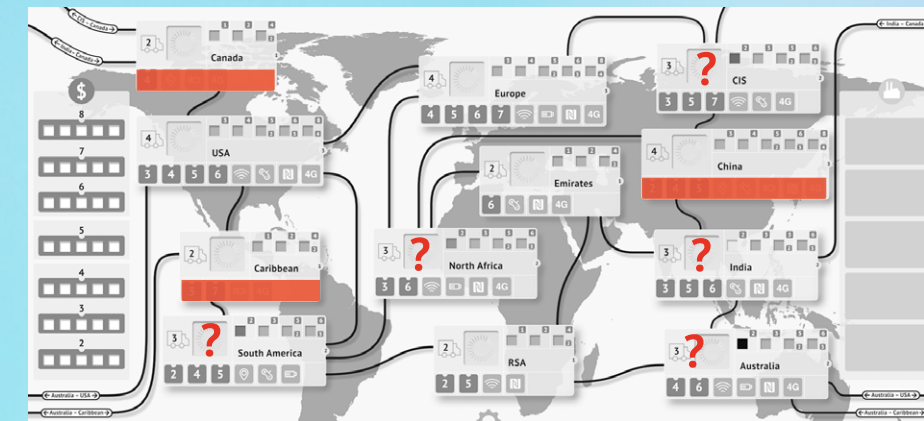 ← CIS - Canada →
← India - Canada →
← India - Canada →
2
Canada
4
Europe
4 5 6 7 4G
3
?
CIS
3 5 7
$
8
7
6
5
4
3
2
4
USA
3 4 5 6 4G
2
Emirates
6 4G
4
China
2
Caribbean
3
?
North Africa
3 6 4G
3
?
India
3 5 6 4G
3
?
South America
2 4 5
2
RSA
2 5
3
?
Australia
4 6 4G
← Australia - USA →
← Australia - Caribbean →
← Australia - USA →
← Australia - Caribbean →